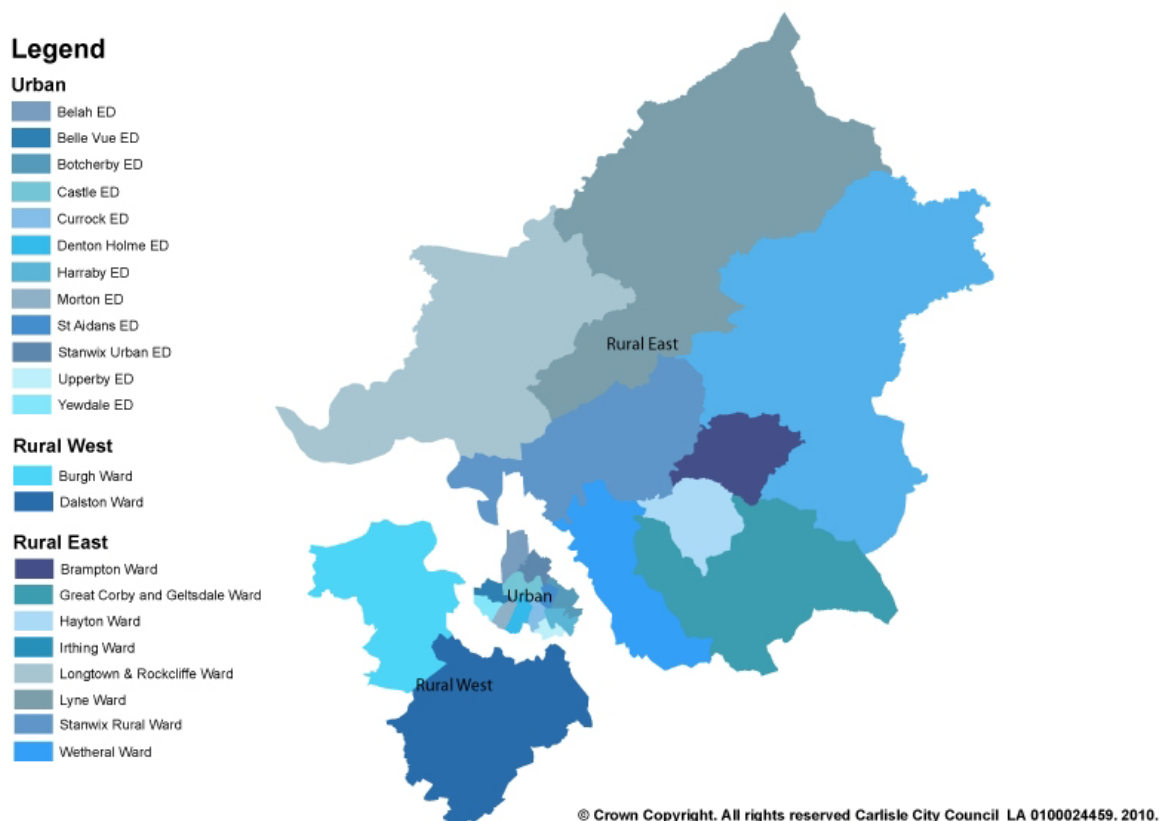 Legend
Urban
Belah ED
Belle Vue ED
Botcherby ED
Castle ED
Currock ED
Denton Holme ED
Harraby ED
Morton ED
St Aidans ED
Stanwix Urban ED
Upperby ED
Yewdale ED
Rural West
Burgh Ward
Dalston Ward
Rural East
Brampton Ward
Great Corby and Geltsdale Ward
Hayton Ward
Irthing Ward
Longtown & Rockcliffe Ward
Lyne Ward
Stanwix Rural Ward
Wetheral Ward
Rural East
Urban
Rural West
© Crown Copyright. All rights reserved Carlisle City Council LA 0100024459. 2010.